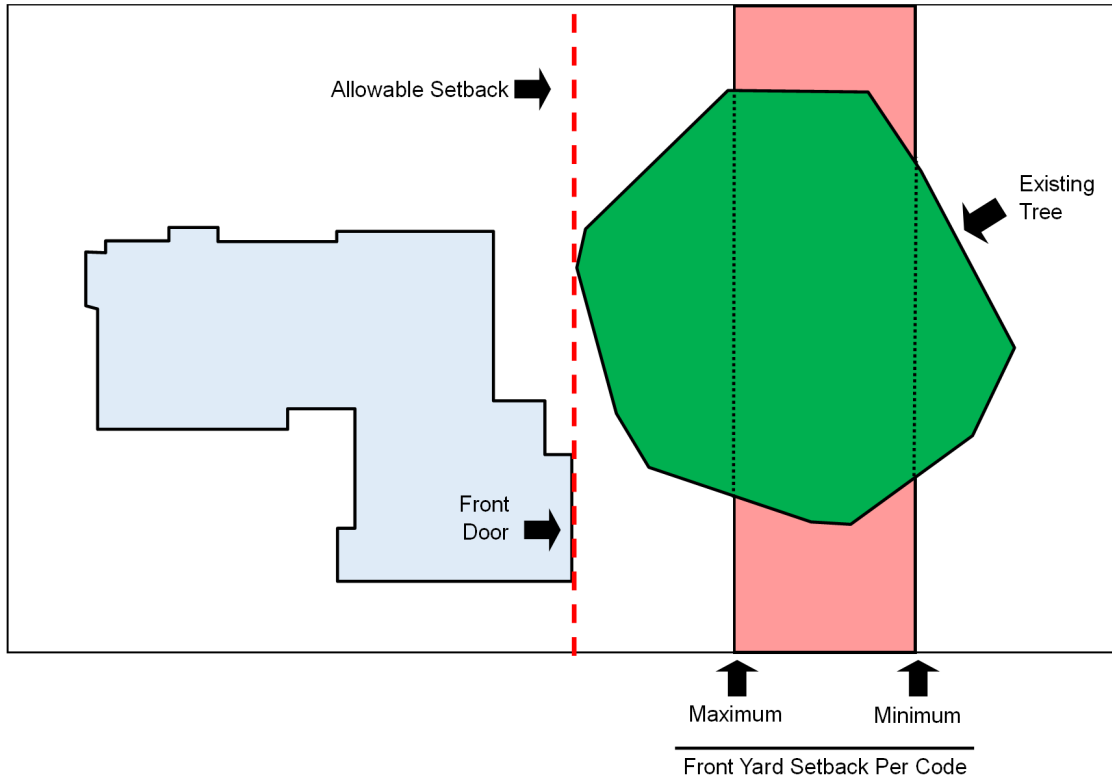 Allowable Setback
Existing
Tree
Front
Door
Maximum
Minimum
Front Yard Setback Per Code